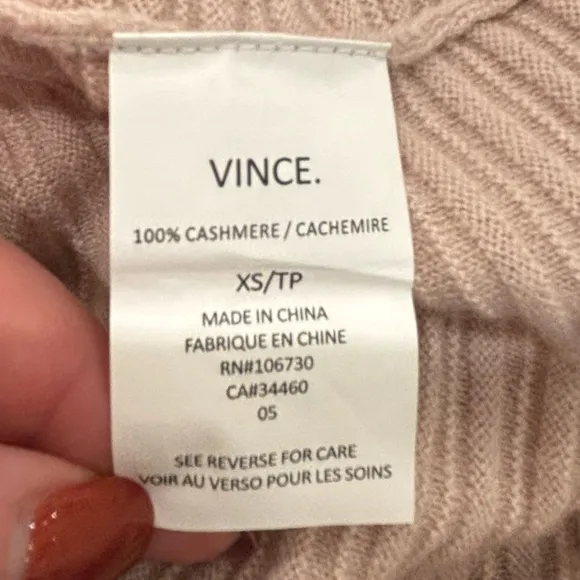 VINCE.
100% CASHMERE / CACHEMIRE
XS/TP
MADE IN CHINA
FABRIQUE EN CHINE
RN#106730
CA#34460
05
SEE REVERSE FOR CARE
VOIR AU VERSO POUR LES SOINS